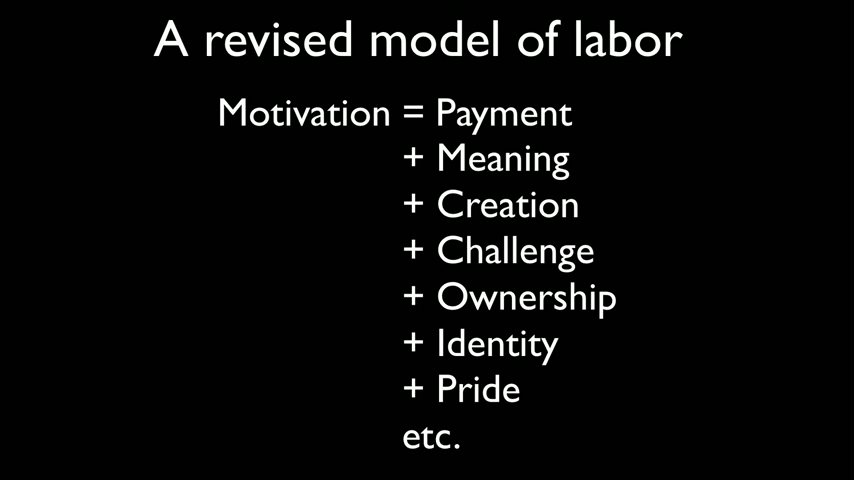 A revised model of labor
Motivation = Payment
+ Meaning
+ Creation
+ Challenge
+ Ownership
+ Identity
+ Pride
etc.